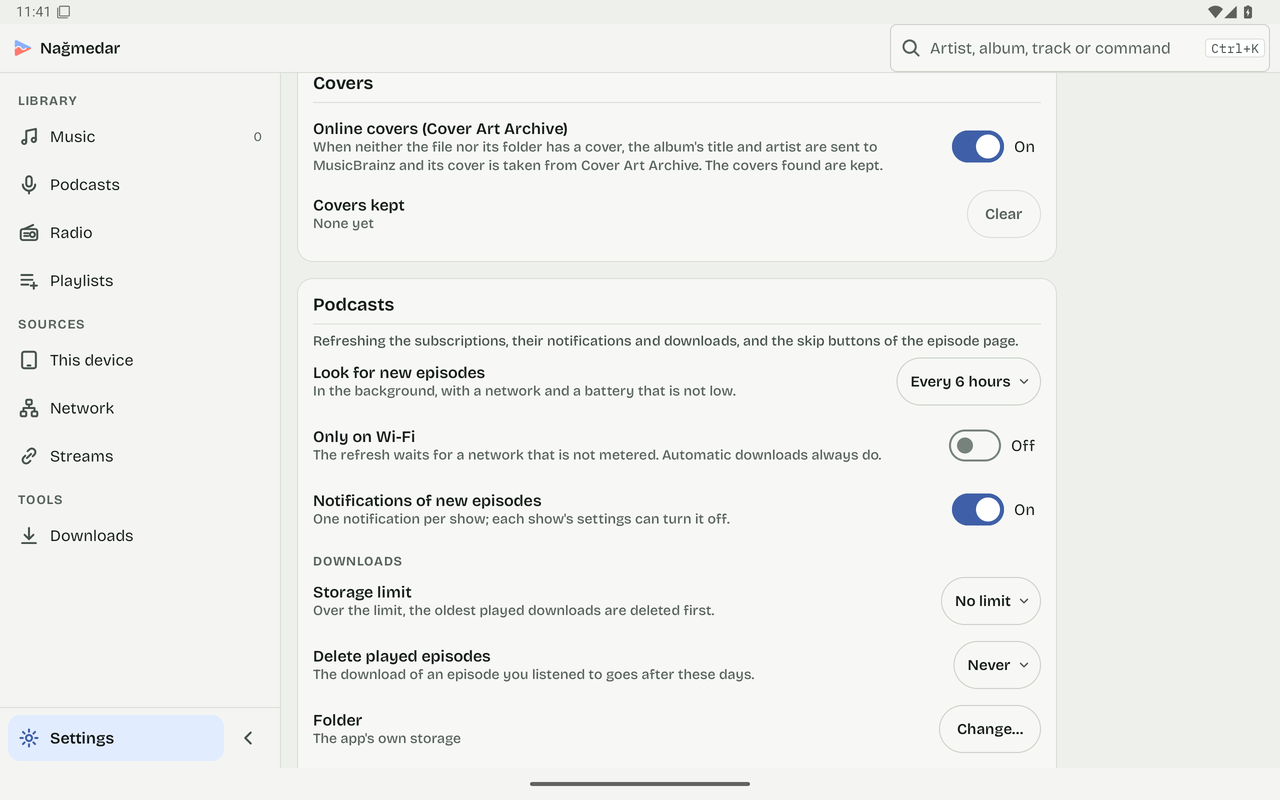 11:41
Nağmedar
Artist, album, track or command
Ctrl+K
LIBRARY
Music
0
Podcasts
Radio
Playlists
SOURCES
This device
Network
Streams
TOOLS
Downloads
Settings
Covers
Online covers (Cover Art Archive)
When neither the file nor its folder has a cover, the album's title and artist are sent to
MusicBrainz and its cover is taken from Cover Art Archive. The covers found are kept.
On
Covers kept
None yet
Clear
Podcasts
Refreshing the subscriptions, their notifications and downloads, and the skip buttons of the episode page.
Look for new episodes
In the background, with a network and a battery that is not low.
Every 6 hours
Only on Wi-Fi
The refresh waits for a network that is not metered. Automatic downloads always do.
Off
Notifications of new episodes
One notification per show; each show's settings can turn it off.
On
DOWNLOADS
Storage limit
Over the limit, the oldest played downloads are deleted first.
No limit
Delete played episodes
The download of an episode you listened to goes after these days.
Never
Folder
The app's own storage
Change...